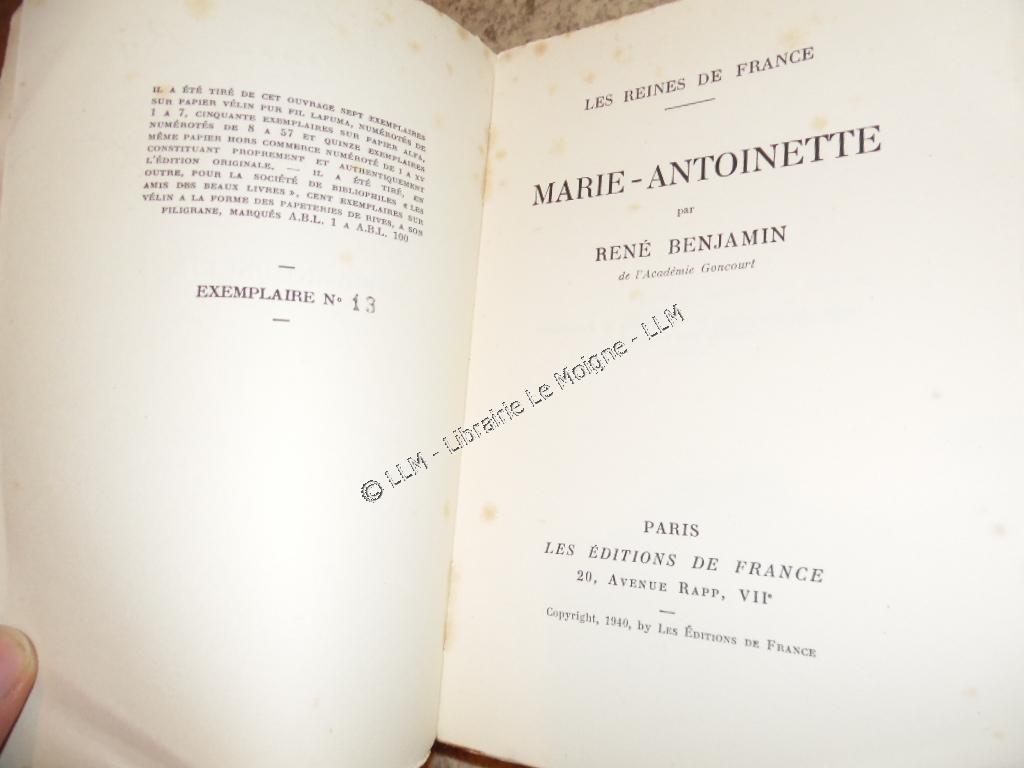 IL A ÉTÉ TIRÉ DE CET OUVRAGE SEPT EXEMPLAIRES
SUR PAPIER VÉLIN PUR FIL LAFUMA, NUMÉROTÉS DE
1 A 7, CINQUANTE EXEMPLAIRES SUR PAPIER ALFA,
NUMÉROTÉS DE 8 A 57 ET QUINZE EXEMPLAIRES
MÊME PAPIER HORS COMMERCE NUMÉROTÉ DE I A XV
CONSTITUANT PROPREMENT ET AUTHENTIQUEMENT
L'ÉDITION ORIGINALE. — IL A ÉTÉ TIRÉ, EN
OUTRE, POUR LA SOCIÉTÉ DE BIBLIOPHILES « LES
AMIS DES BEAUX LIVRES », CENT EXEMPLAIRES SUR
VÉLIN A LA FORME DES PAPETERIES DE RIVES, A SON
FILIGRANE, MARQUÉS A.B.L. 1 A A.B.L. 100
EXEMPLAIRE No 13
LES REINES DE FRANCE
MARIE-ANTOINETTE
par
RENÉ BENJAMIN
de l'Académie Goncourt
PARIS
LES ÉDITIONS DE FRANCE
20, AVENUE RAPP, VIIe
Copyright, 1940, by LES ÉDITIONS DE FRANCE
© LLM - Librairie Le Moigne - LLM